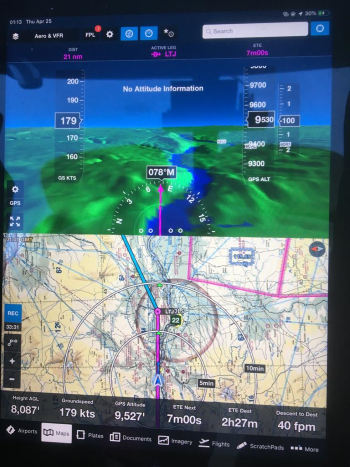 01:13 Thu Apr 25 30%
Aero & VFR FPL Search
DIST ACTIVE LEG ETE
21 nm LTJ 7m00s
No Attitude Information
200
190
179
170
160
GS KTS
9700
9600
9530
9400
9300
GPS ALT
2
1
-100
1
2
078°M
N 3 6 E 12 15
GPS
REC
33:31
22
10min
5min
Height AGL Groundspeed GPS Altitude ETE Next ETE Dest Descent to Dest
8,087' 179 kts 9,527' 7m00s 2h27m 40 fpm
Airports Maps Plates Documents Imagery Flights ScratchPads More